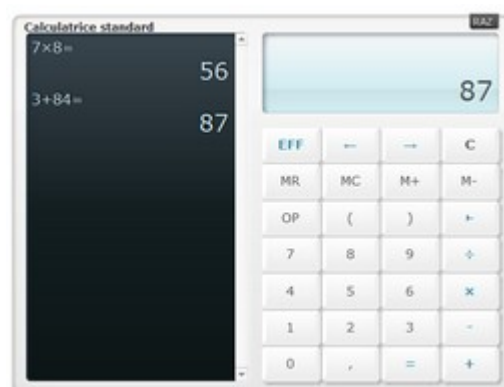 Calculatrice standard
RAZ
7×8=
56
3+84=
87
87
EFF ← → C
MR MC M+ M-
OP ( )
7 8 9 ÷
4 5 6 ×
1 2 3 -
0 , = +